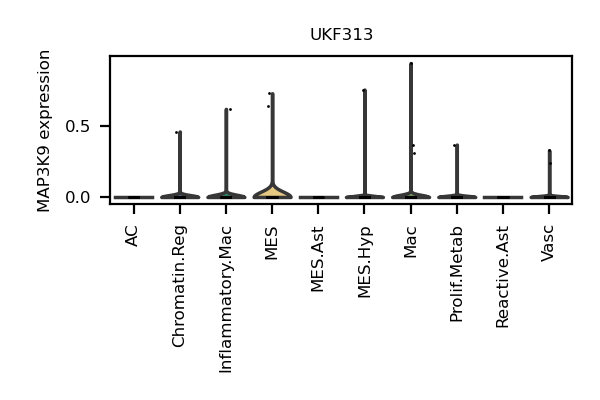 UKF313
MAP3K9 expression
0.5
0.0
AC
Chromatin.Reg
Inflammatory.Mac
MES
MES.Ast
MES.Hyp
Mac
Prolif.Metab
Reactive.Ast
Vasc